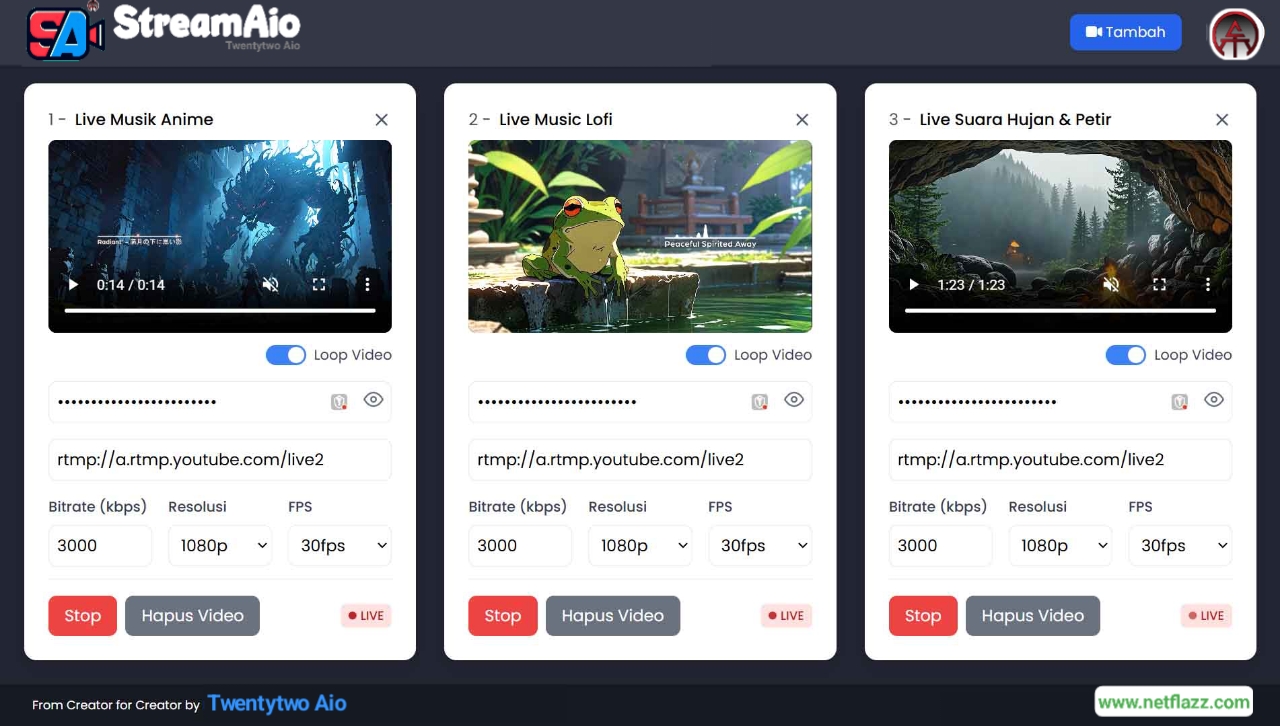 SA StreamAio
Twentytwo Aio
Tambah
1 - Live Musik Anime
0:14 / 0:14
Loop Video
••••••••••••••••••••••••
rtmp://a.rtmp.youtube.com/live2
Bitrate (kbps) Resolusi FPS
3000 1080p 30fps
Stop Hapus Video LIVE
2 - Live Music Lofi
Peaceful Spirited Away
Loop Video
••••••••••••••••••••••••
rtmp://a.rtmp.youtube.com/live2
Bitrate (kbps) Resolusi FPS
3000 1080p 30fps
Stop Hapus Video LIVE
3 - Live Suara Hujan & Petir
1:23 / 1:23
Loop Video
••••••••••••••••••••••••
rtmp://a.rtmp.youtube.com/live2
Bitrate (kbps) Resolusi FPS
3000 1080p 30fps
Stop Hapus Video LIVE
From Creator for Creator by Twentytwo Aio
www.netflazz.com